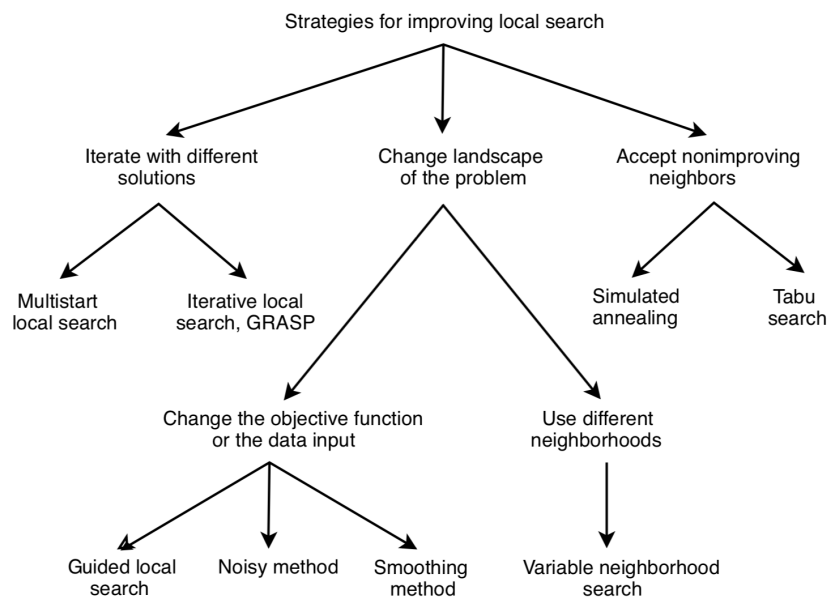 Strategies for improving local search
Iterate with different
solutions
Change landscape
of the problem
Accept nonimproving
neighbors
Multistart
local search
Iterative local
search, GRASP
Simulated
annealing
Tabu
search
Change the objective function
or the data input
Use different
neighborhoods
Guided local
search
Noisy method
Smoothing
method
Variable neighborhood
search